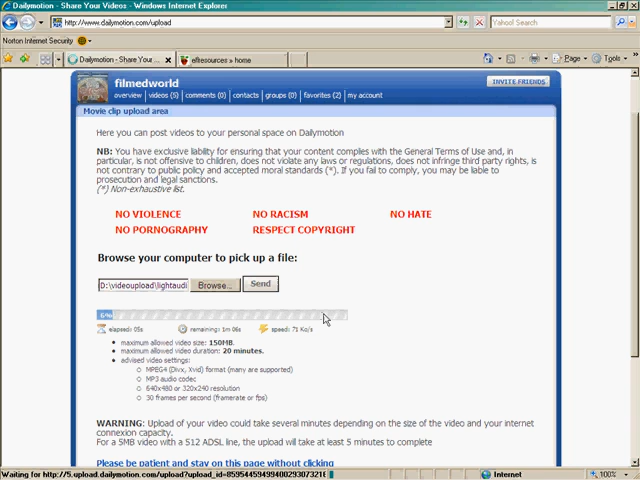 Dailymotion - Share Your Videos - Windows Internet Explorer
http://www.dailymotion.com/upload
Yahoo Search
Norton Internet Security
Dailymotion - Share Your ...
efltresources » home
Page
Tools
filmedworld
INVITE FRIENDS
overview videos (5) comments (0) contacts groups (0) favorites (2) my account
Movie clip upload area
Here you can post videos to your personal space on Dailymotion
NB: You have exclusive liability for ensuring that your content complies with the General Terms of Use and, in
particular, is not offensive to children, does not violate any laws or regulations, does not infringe third party rights, is
not contrary to public policy and accepted moral standards (*). If you fail to comply, you may be liable to
prosecution and legal sanctions.
(*) Non-exhaustive list.
NO VIOLENCE NO RACISM NO HATE
NO PORNOGRAPHY RESPECT COPYRIGHT
Browse your computer to pick up a file:
D:\videoupload\lightaudi Browse... Send
6%
elapsed: 05s remaining: 1m 06s speed: 71 Ko/s
maximum allowed video size: 150MB.
maximum allowed video duration: 20 minutes.
advised video settings:
MPEG4 (Divx, Xvid) format (many are supported)
MP3 audio codec
640x480 or 320x240 resolution
30 frames per second (framerate or fps)
WARNING: Upload of your video could take several minutes depending on the size of the video and your internet
connexion capacity.
For a 5MB video with a 512 ADSL line, the upload will take at least 5 minutes to complete
Please be patient and stay on this page without clicking
Waiting for http://5.upload.dailymotion.com/upload?upload_id=
Internet
100%